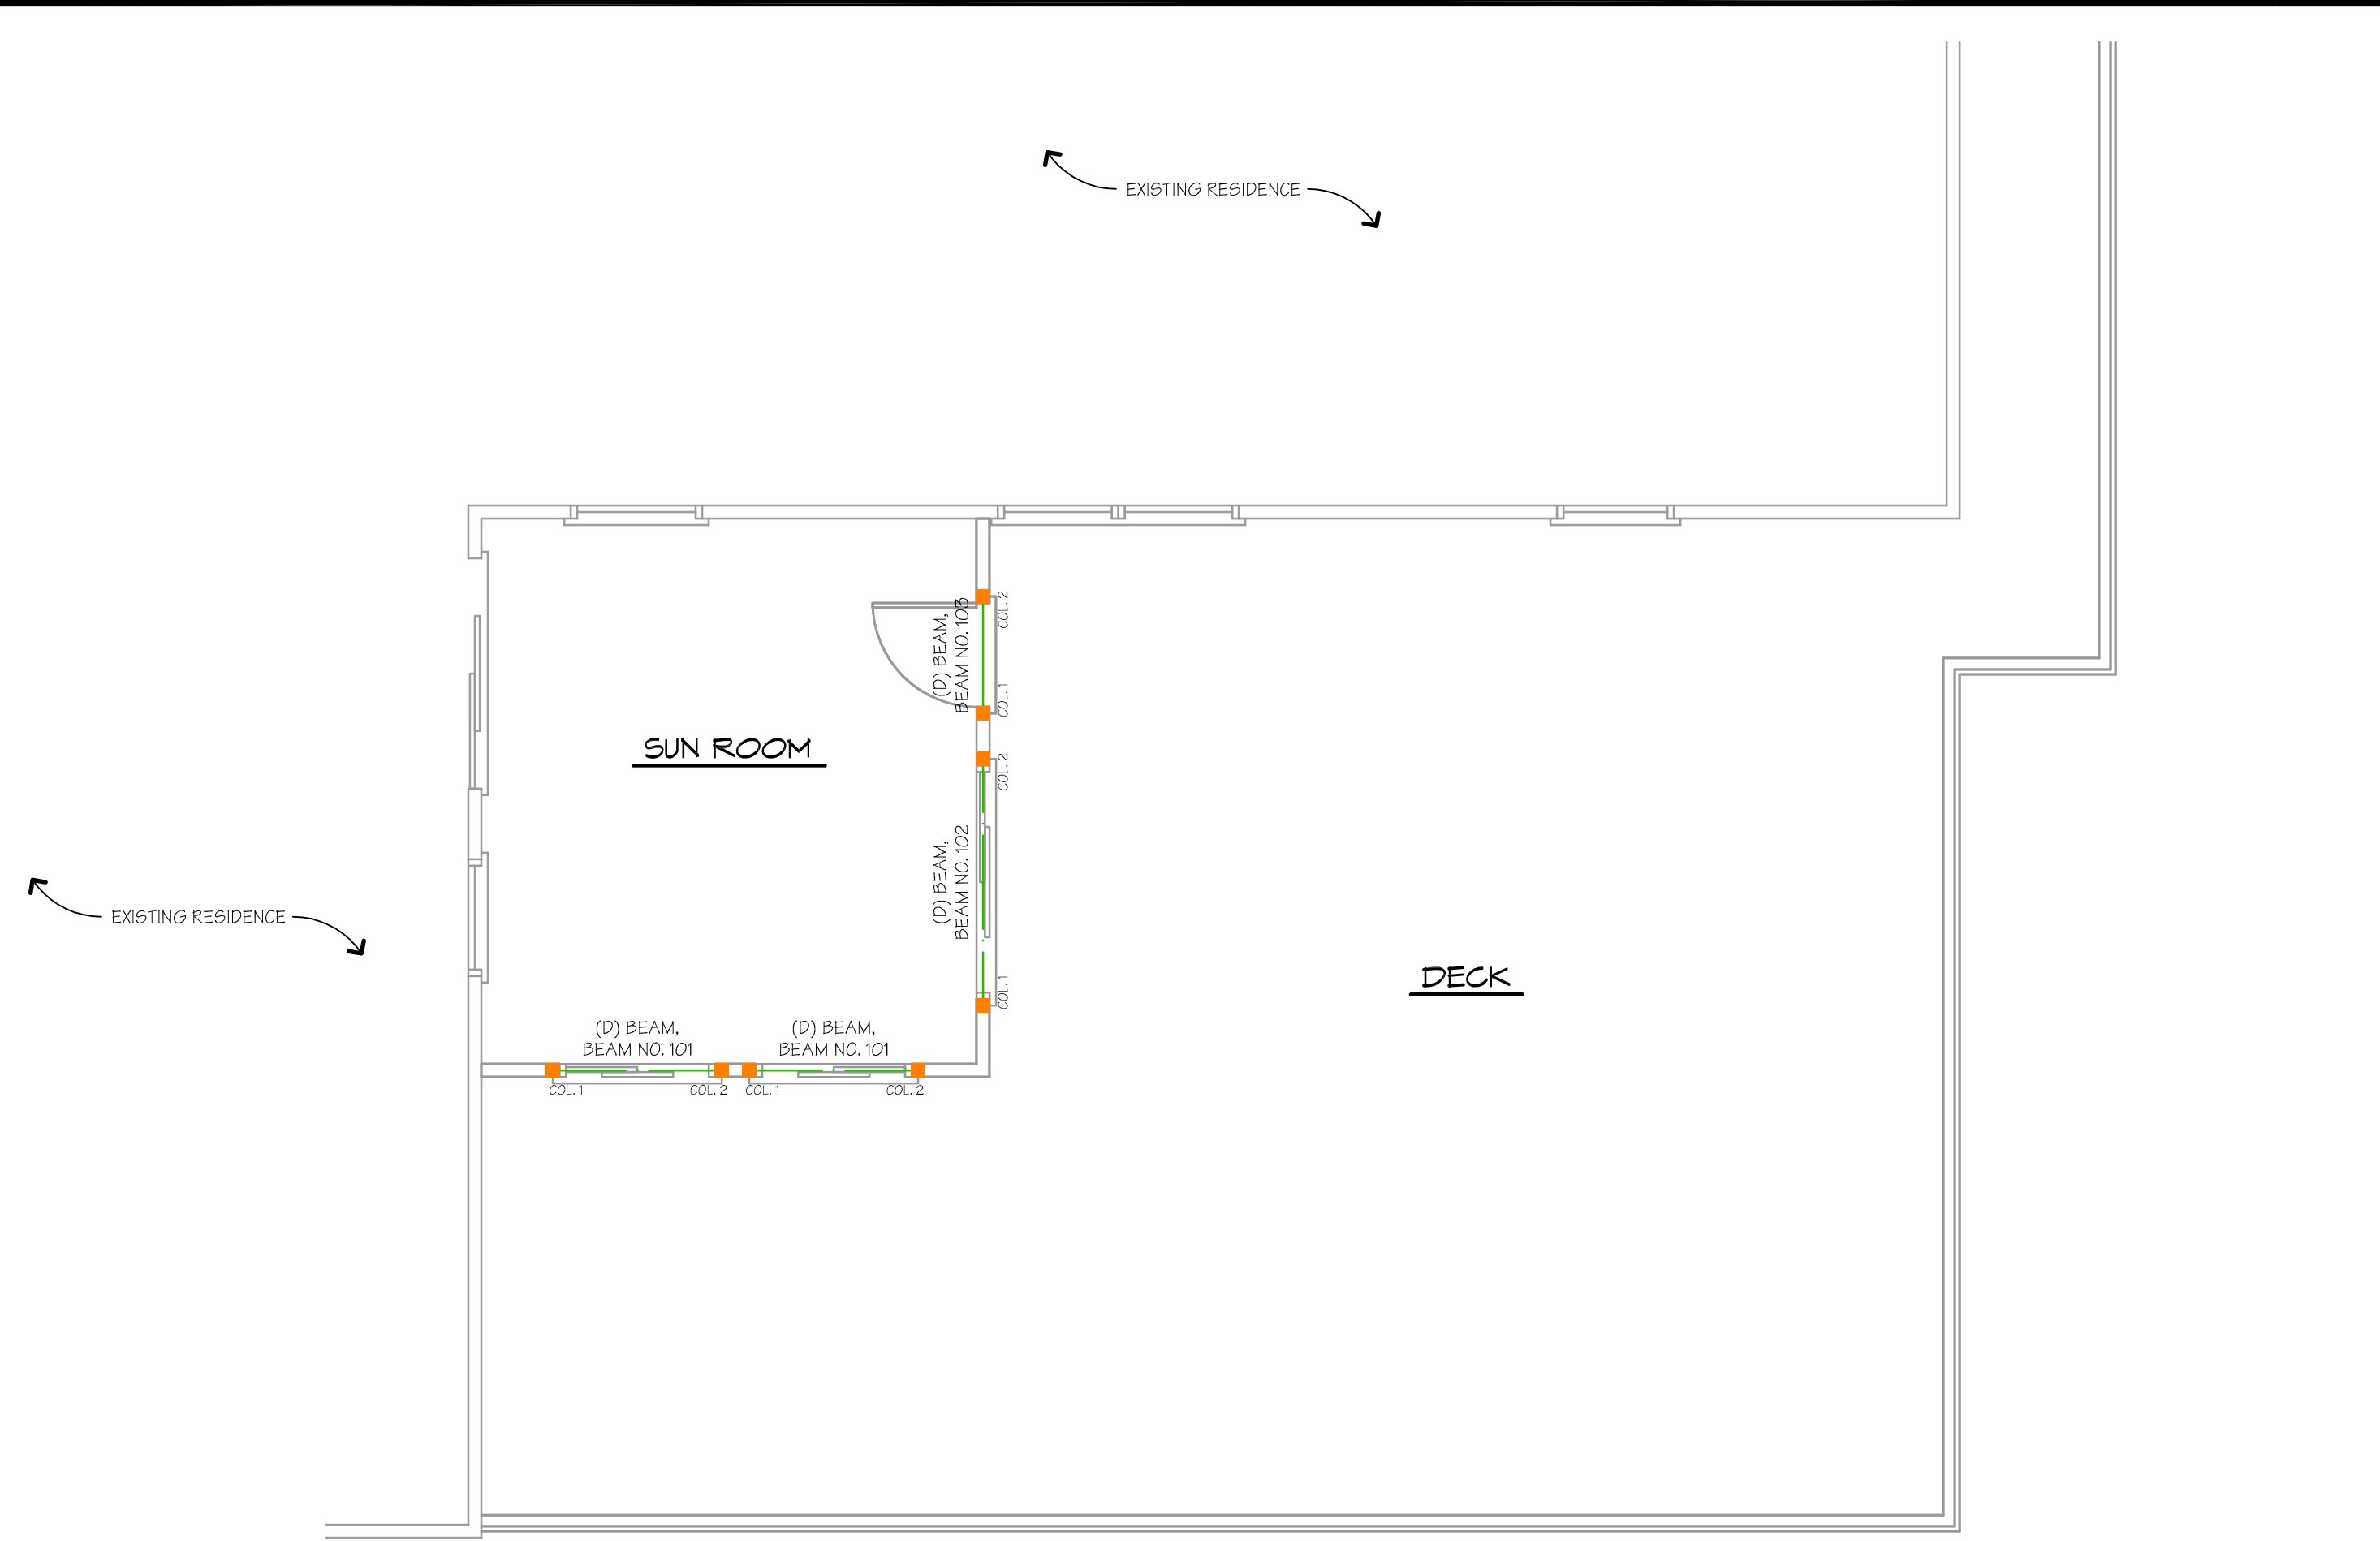 EXISTING RESIDENCE
COL. 2
(D) BEAM,
BEAM NO. 103
COL. 1
SUN ROOM
COL. 2
(D) BEAM,
BEAM NO. 102
COL. 1
EXISTING RESIDENCE
DECK
(D) BEAM,
BEAM NO. 101
(D) BEAM,
BEAM NO. 101
COL. 1
COL. 2
COL. 1
COL. 2